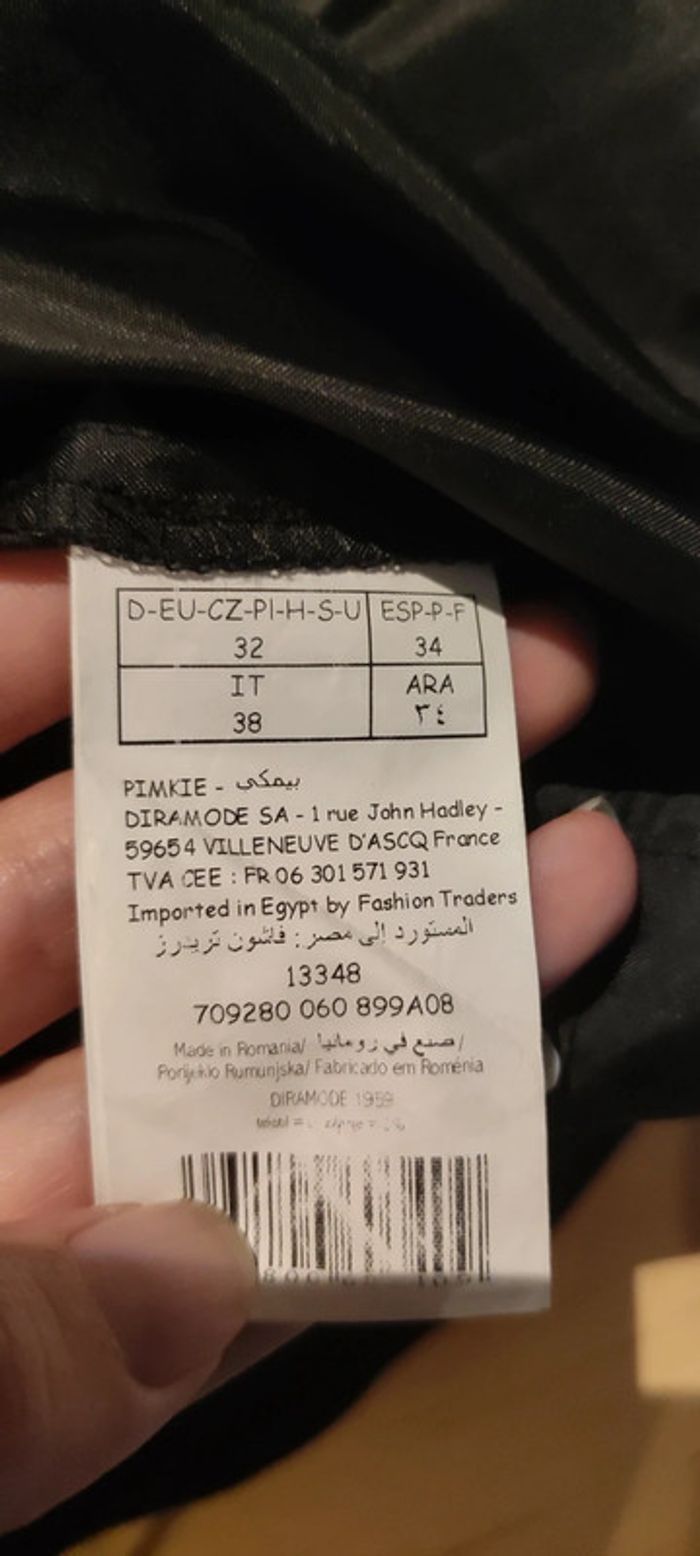 D-EU-CZ-PI-H-S-U ESP-P-F
32 34
IT ARA
38 ٣٤
PIMKIE - بيمكي
DIRAMODE SA - 1 rue John Hadley -
59654 VILLENEUVE D'ASCQ France
TVA CEE : FR 06 301 571 931
Imported in Egypt by Fashion Traders
المستورد إلى مصر : فاشون تريدرز
13348
709280 060 899A08
Made in Romania/ صنع في رومانيا/
Porijeklo Rumunjska/ Fabricado em Roménia
DIRAMODE 1959